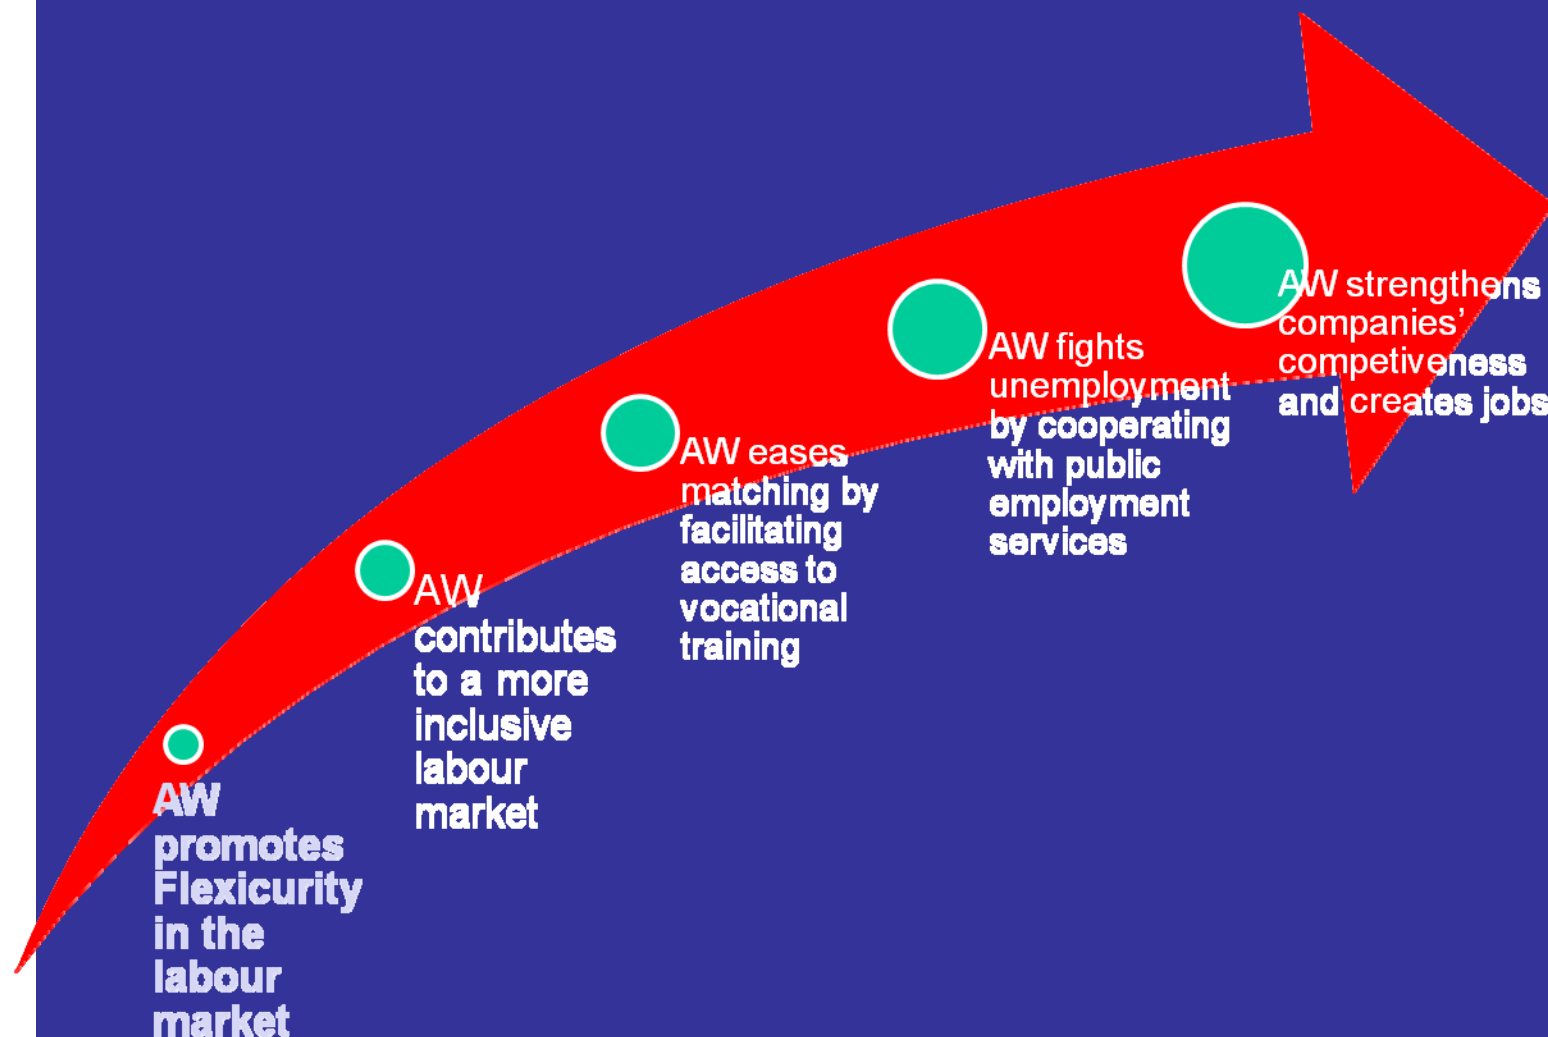 AW
promotes
Flexicurity
in the
labour
market
AW
contributes
to a more
inclusive
labour
market
AW eases
matching by
facilitating
access to
vocational
training
AW fights
unemployment
by cooperating
with public
employment
services
AW strengthens
companies’
competiveness
and creates jobs